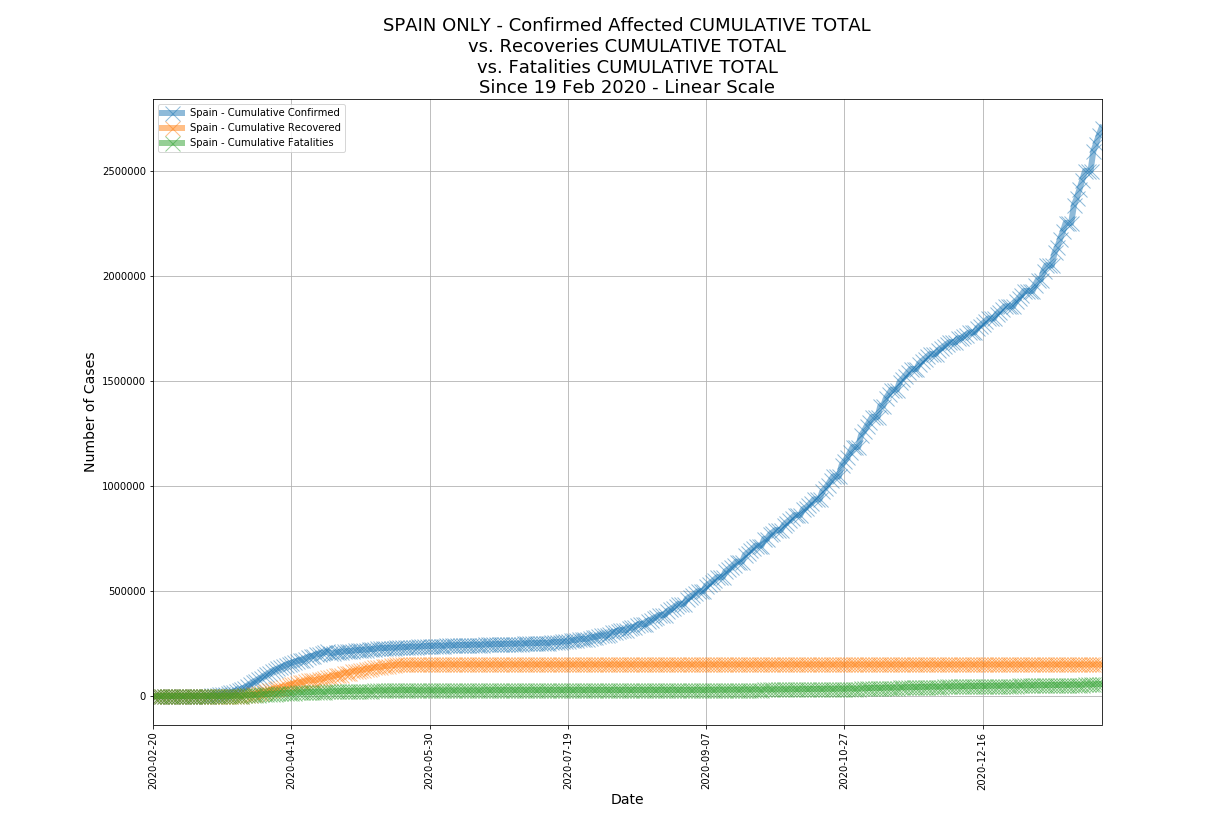 SPAIN ONLY - Confirmed Affected CUMULATIVE TOTAL
vs. Recoveries CUMULATIVE TOTAL
vs. Fatalities CUMULATIVE TOTAL
Since 19 Feb 2020 - Linear Scale
Spain - Cumulative Confirmed
Spain - Cumulative Recovered
Spain - Cumulative Fatalities
Number of Cases
2500000
2000000
1500000
1000000
500000
0
2020-02-20
2020-04-10
2020-05-30
2020-07-19
2020-09-07
2020-10-27
2020-12-16
Date